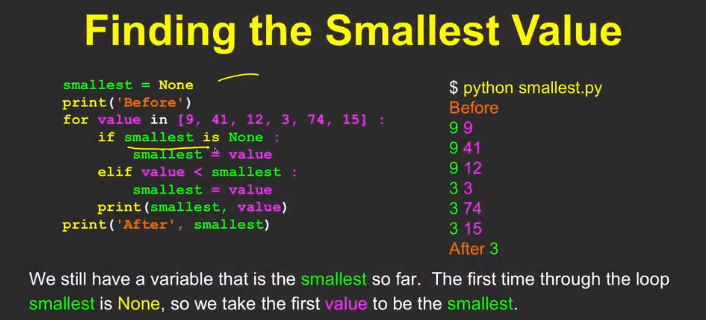 Finding the Smallest Value
smallest = None
print('Before')
for value in [9, 41, 12, 3, 74, 15] :
    if smallest is None :
        smallest = value
    elif value < smallest :
        smallest = value
    print(smallest, value)
print('After', smallest)
$ python smallest.py
Before
9 9
9 41
9 12
3 3
3 74
3 15
After 3
We still have a variable that is the smallest so far. The first time through the loop
smallest is None, so we take the first value to be the smallest.